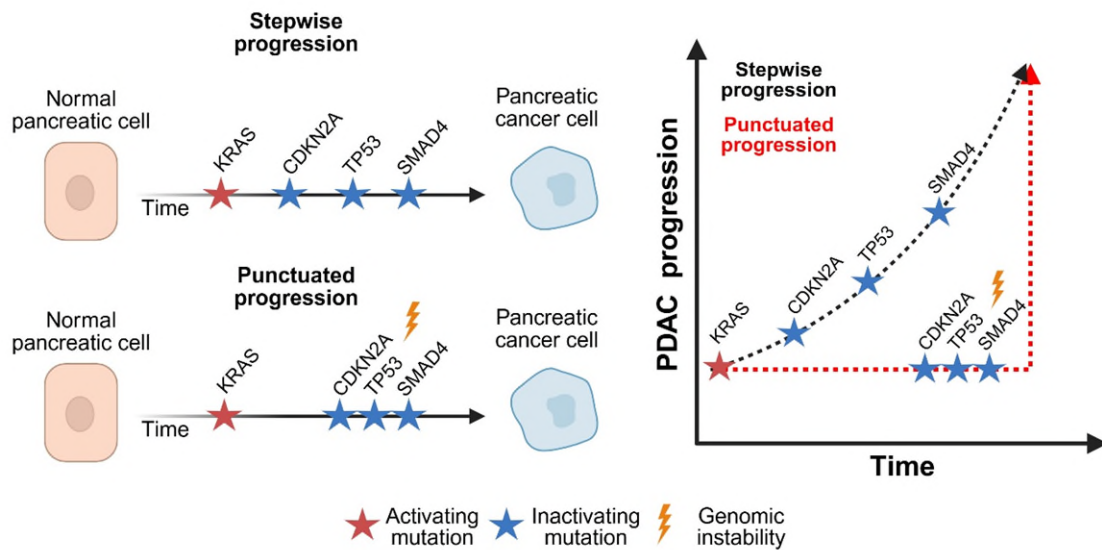 Stepwise
progression
Normal
pancreatic cell
Pancreatic
cancer cell
KRAS
CDKN2A
TP53
SMAD4
Time
Punctuated
progression
Normal
pancreatic cell
Pancreatic
cancer cell
KRAS
CDKN2A
TP53
SMAD4
Time
PDAC progression
Stepwise
progression
Punctuated
progression
KRAS
CDKN2A
TP53
SMAD4
CDKN2A
TP53
SMAD4
Time
Activating
mutation
Inactivating
mutation
Genomic
instability